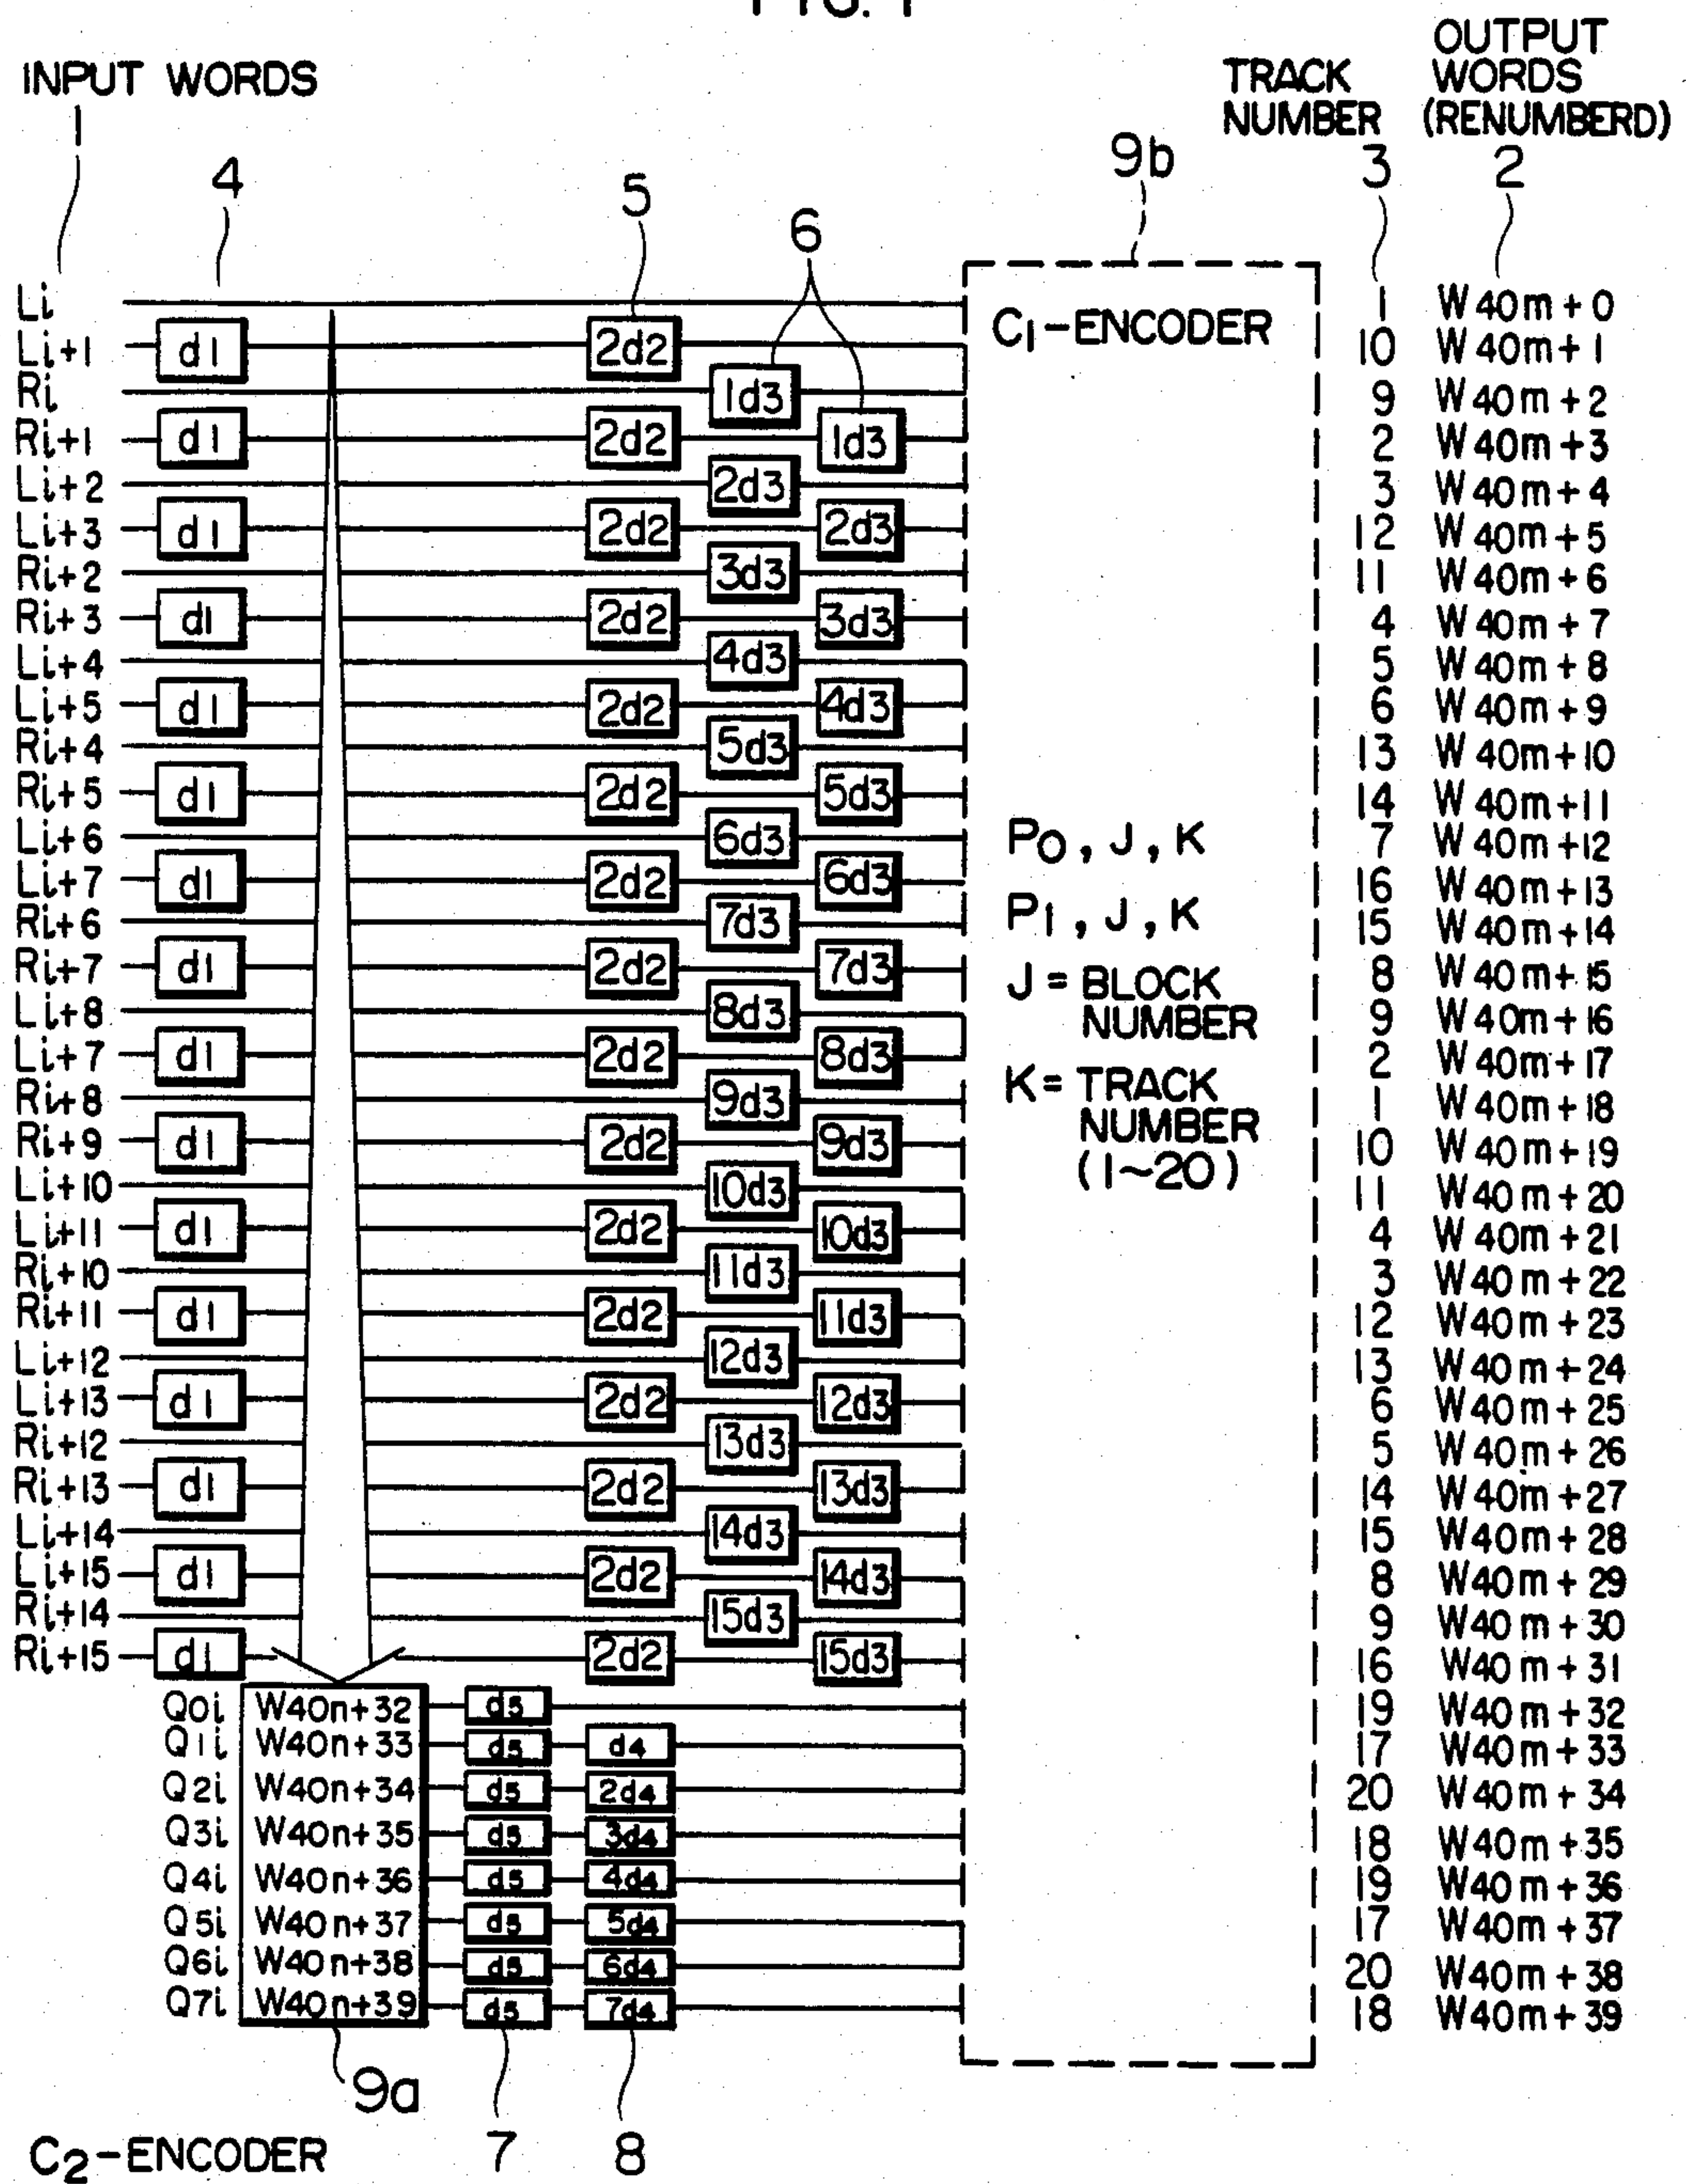 FIG. 1
INPUT WORDS
1
4
5
6
9b
TRACK NUMBER
3
OUTPUT WORDS (RENUMBERD)
2
Li 1 W40m+0
Li+1 d1 2d2 10 W40m+1
Ri 1d3 9 W40m+2
Ri+1 d1 2d2 1d3 2 W40m+3
Li+2 2d3 3 W40m+4
Li+3 d1 2d2 2d3 12 W40m+5
Ri+2 3d3 11 W40m+6
Ri+3 d1 2d2 3d3 4 W40m+7
Li+4 4d3 5 W40m+8
Li+5 d1 2d2 4d3 6 W40m+9
Ri+4 5d3 13 W40m+10
Ri+5 d1 2d2 5d3 14 W40m+11
Li+6 6d3 7 W40m+12
Li+7 d1 2d2 6d3 16 W40m+13
Ri+6 7d3 15 W40m+14
Ri+7 d1 2d2 7d3 8 W40m+15
Li+8 8d3 9 W40m+16
Li+7 d1 2d2 8d3 2 W40m+17
Ri+8 9d3 1 W40m+18
Ri+9 d1 2d2 9d3 10 W40m+19
Li+10 10d3 11 W40m+20
Li+11 d1 2d2 10d3 4 W40m+21
Ri+10 11d3 3 W40m+22
Ri+11 d1 2d2 11d3 12 W40m+23
Li+12 12d3 13 W40m+24
Li+13 d1 2d2 12d3 6 W40m+25
Ri+12 13d3 5 W40m+26
Ri+13 d1 2d2 13d3 14 W40m+27
Li+14 14d3 15 W40m+28
Li+15 d1 2d2 14d3 8 W40m+29
Ri+14 15d3 9 W40m+30
Ri+15 d1 2d2 15d3 16 W40m+31
Q0i W40n+32 d5 19 W40m+32
Q1i W40n+33 d5 d4 17 W40m+33
Q2i W40n+34 d5 2d4 20 W40m+34
Q3i W40n+35 d5 3d4 18 W40m+35
Q4i W40n+36 d5 4d4 19 W40m+36
Q5i W40n+37 d5 5d4 17 W40m+37
Q6i W40n+38 d5 6d4 20 W40m+38
Q7i W40n+39 d5 7d4 18 W40m+39
C1-ENCODER
P0, J, K
P1, J, K
J = BLOCK
NUMBER
K = TRACK
NUMBER
(1~20)
9a
7
8
C2-ENCODER